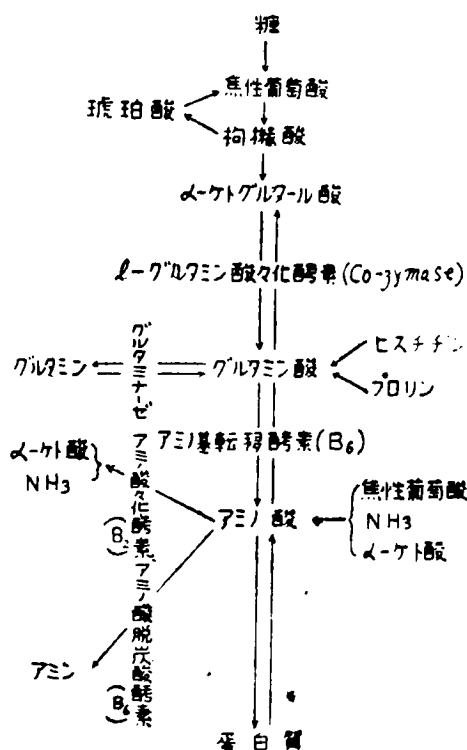 糖
焦性葡萄酸
琥珀酸
拘櫞酸
α-ケトグルタール酸
l-グルタミン酸々化酵素(Co-zymase)
ヒスチヂン
グルタミン
グルタミナーゼ
グルタミン酸
プロリン
アミノ基転移酵素(B6)
α-ケト酸
NH3
アミノ酸々化酵素(B2)
アミノ酸
焦性葡萄酸
NH3
α-ケト酸
アミノ酸脱炭酸酵素(B6)
アミン
蛋白質